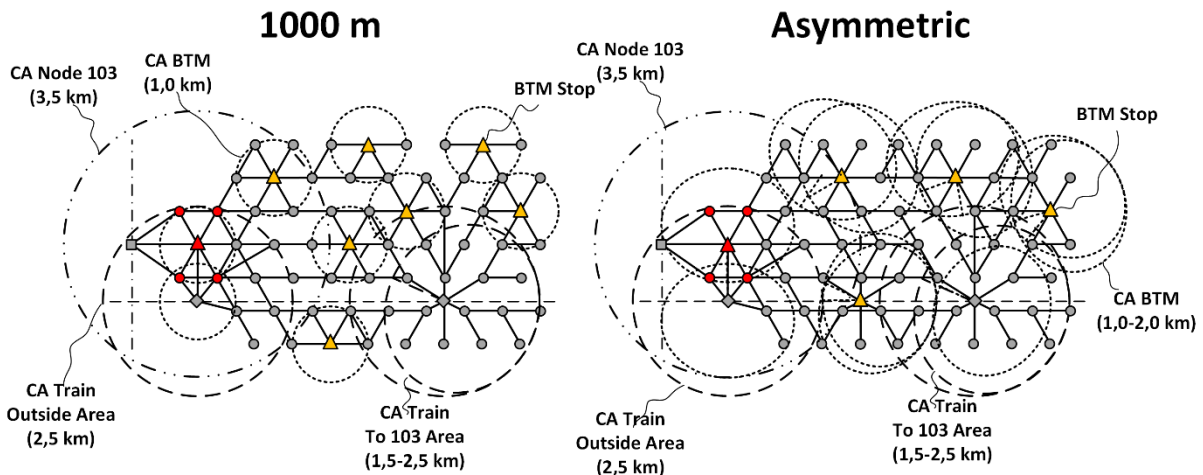 1000 m
CA Node 103
(3,5 km)
CA BTM
(1,0 km)
BTM Stop
CA Train
Outside Area
(2,5 km)
CA Train
To 103 Area
(1,5-2,5 km)
Asymmetric
CA Node 103
(3,5 km)
BTM Stop
CA BTM
(1,0-2,0 km)
CA Train
Outside Area
(2,5 km)
CA Train
To 103 Area
(1,5-2,5 km)